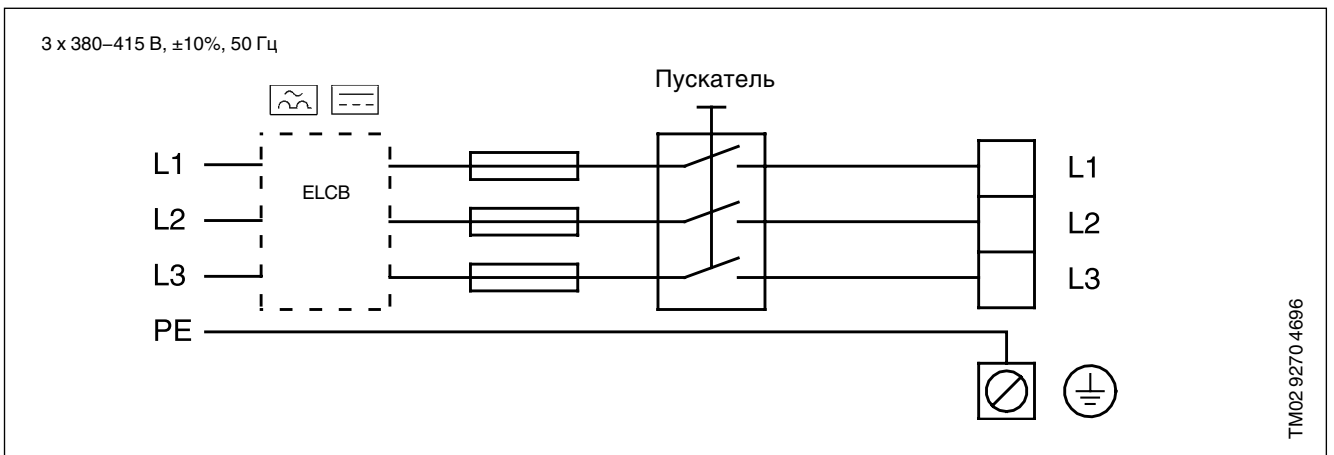 3 x 380–415 В, ±10%, 50 Гц
Пускатель
L1
ELCB
L1
L2
L2
L3
L3
PE
TM02 9270 4696